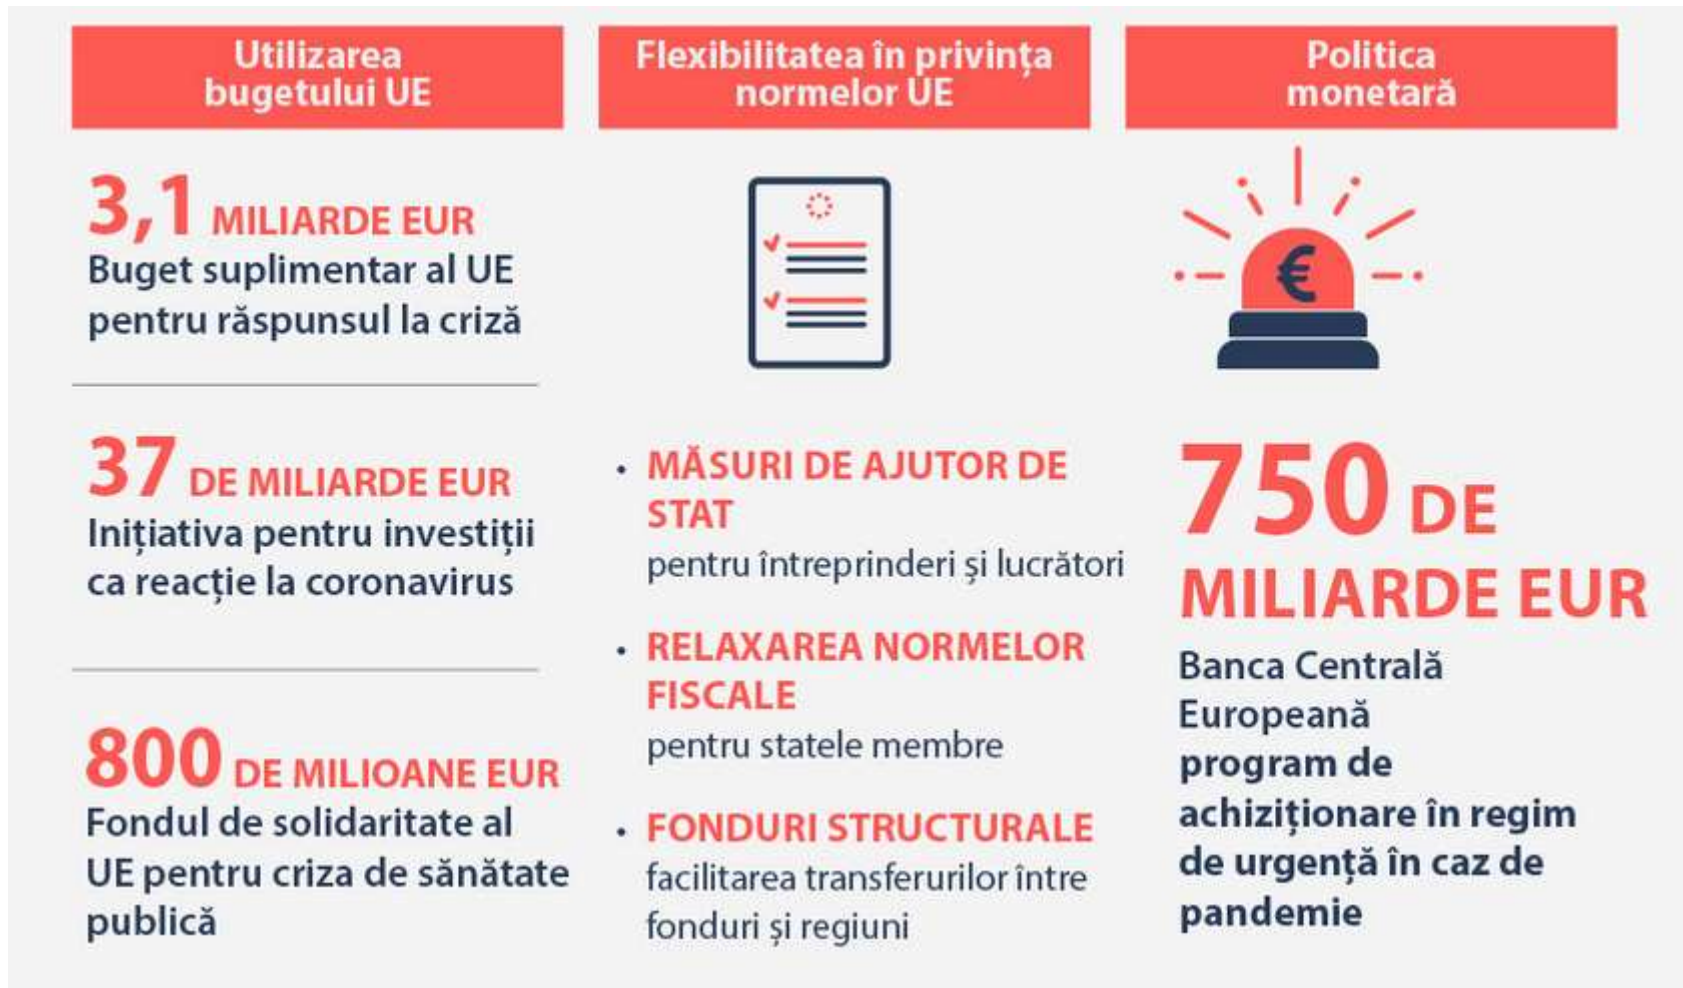 Utilizarea
bugetului UE
3,1 MILIARDE EUR
Buget suplimentar al UE
pentru răspunsul la criză
37 DE MILIARDE EUR
Inițiativa pentru investiții
ca reacție la coronavirus
800 DE MILIOANE EUR
Fondul de solidaritate al
UE pentru criza de sănătate
publică
Flexibilitatea în privința
normelor UE
• MĂSURI DE AJUTOR DE
STAT
pentru întreprinderi și lucrători
• RELAXAREA NORMELOR
FISCALE
pentru statele membre
• FONDURI STRUCTURALE
facilitarea transferurilor între
fonduri și regiuni
Politica
monetară
€
750 DE
MILIARDE EUR
Banca Centrală
Europeană
program de
achiziționare în regim
de urgență în caz de
pandemie